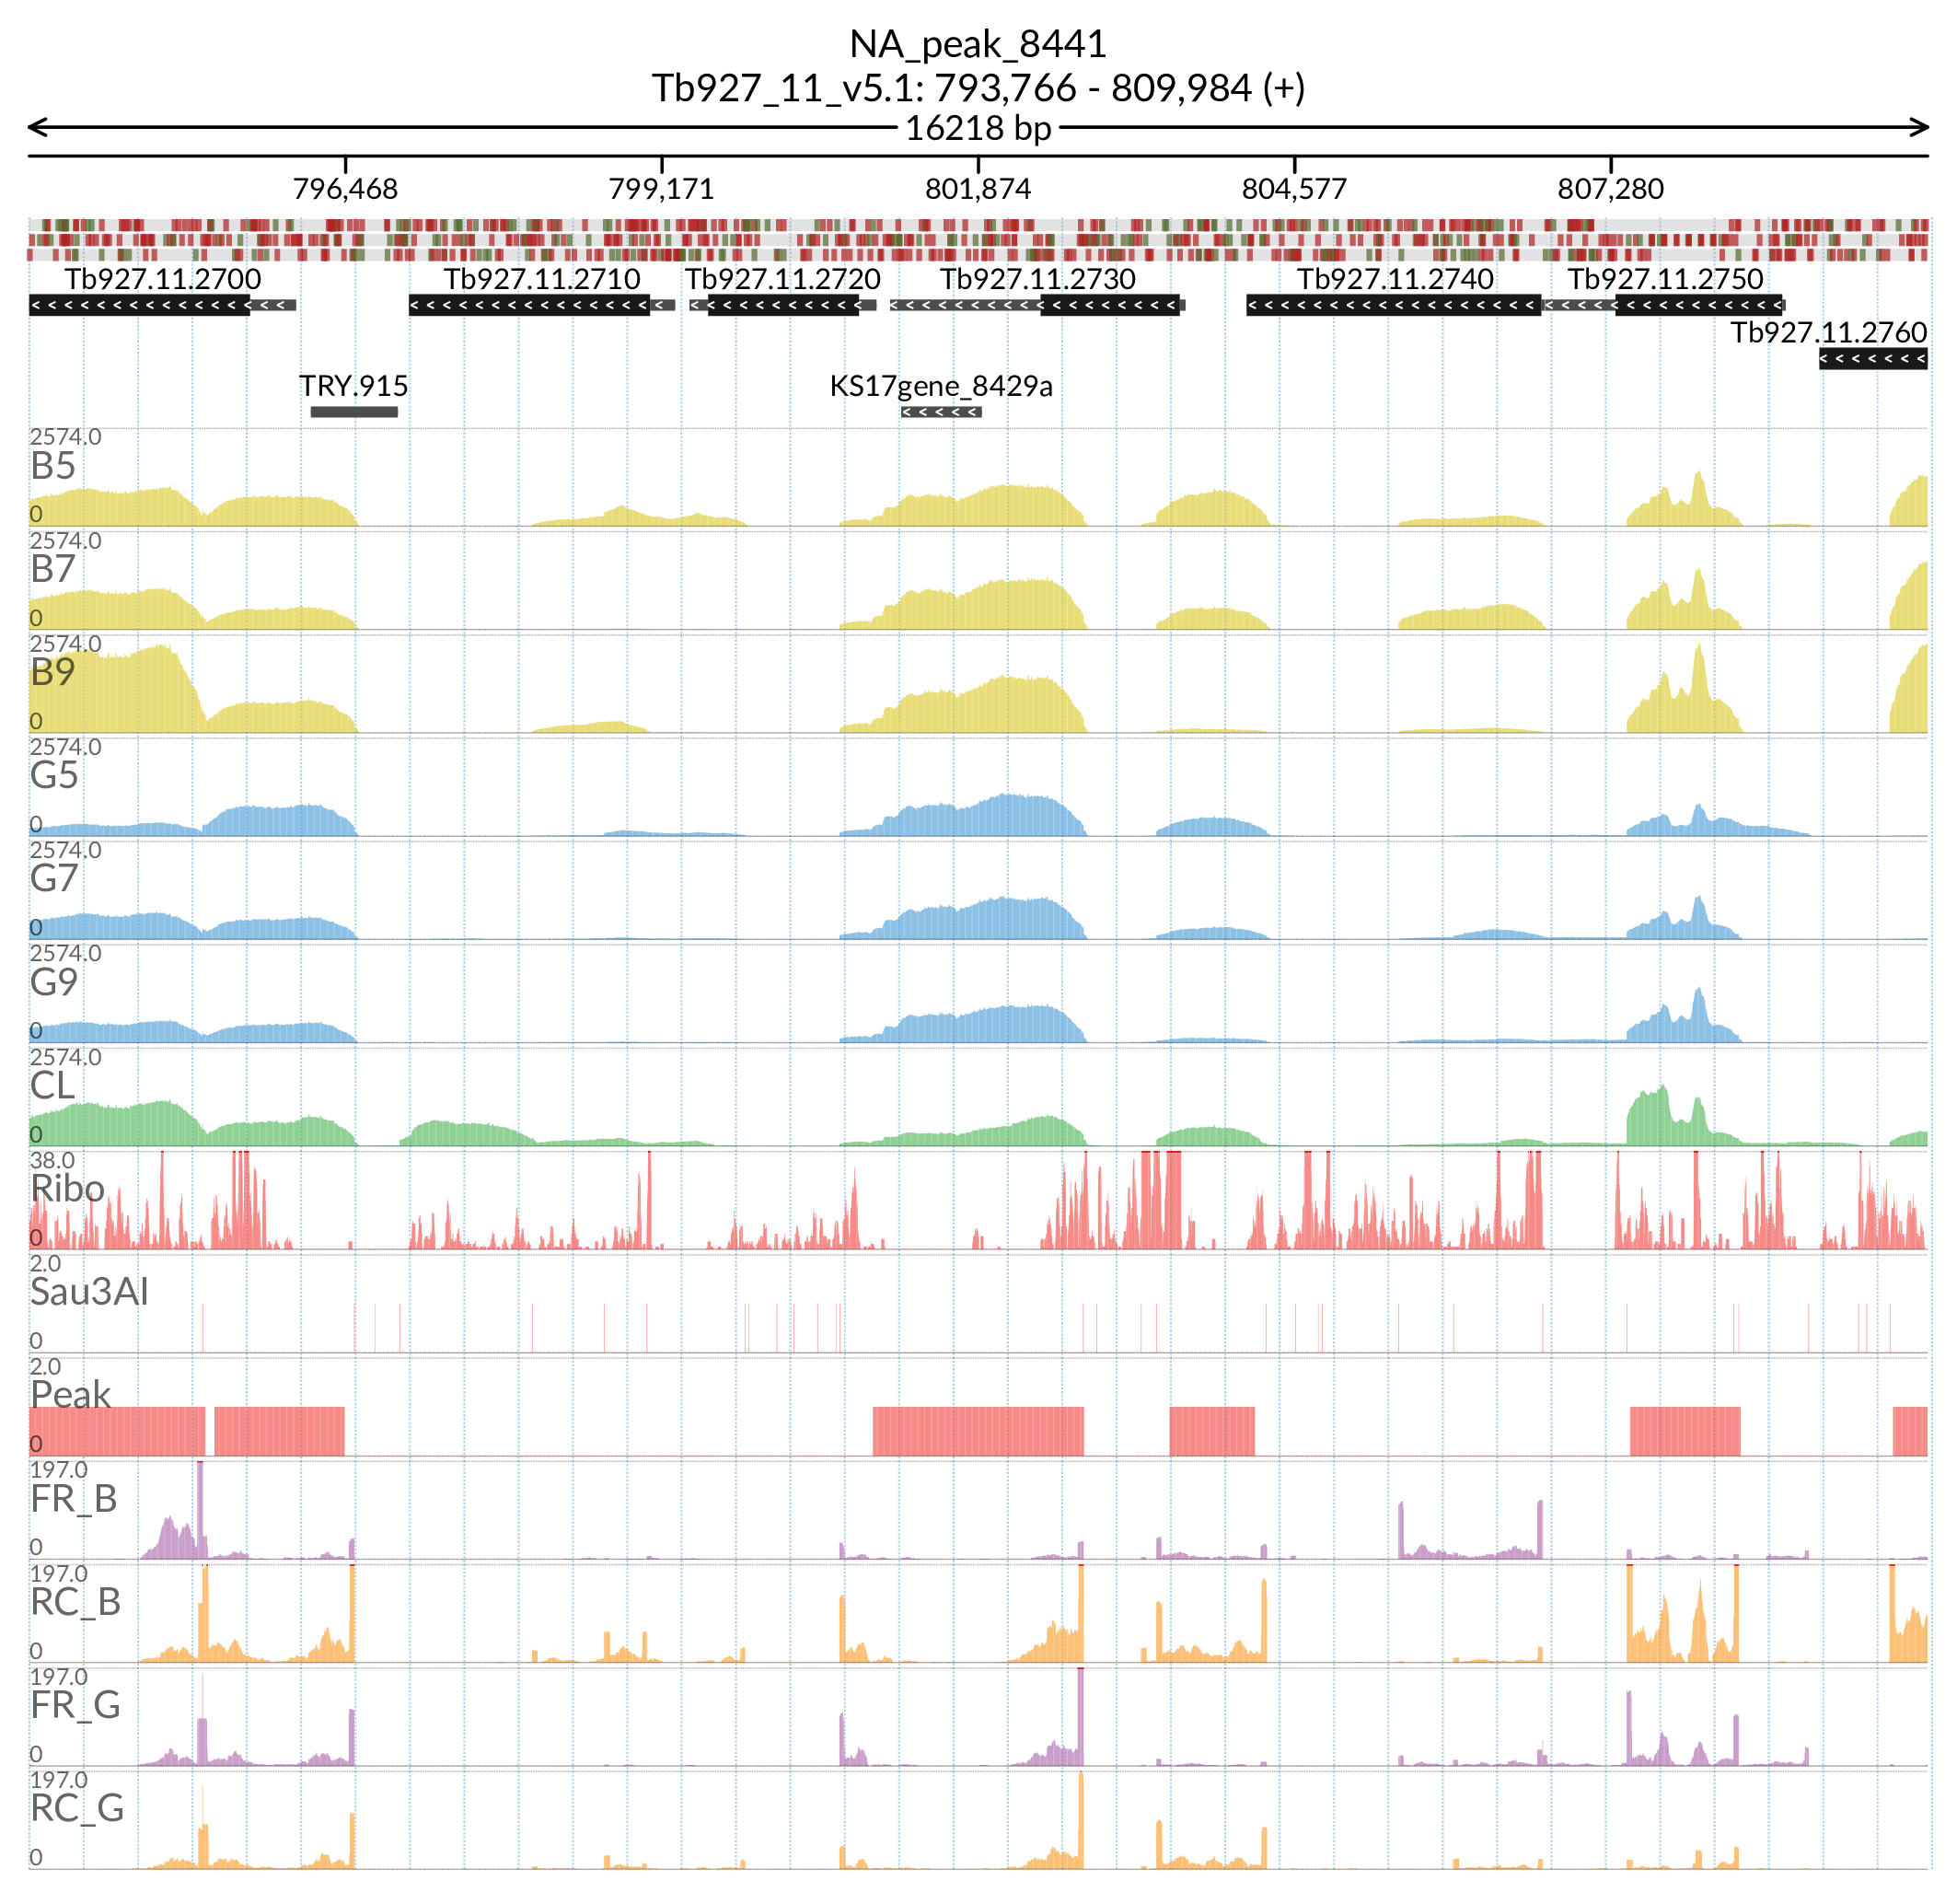 NA_peak_8441
Tb927_11_v5.1: 793,766 - 809,984 (+)
16218 bp
796,468 799,171 801,874 804,577 807,280
Tb927.11.2700 Tb927.11.2710 Tb927.11.2720 Tb927.11.2730 Tb927.11.2740 Tb927.11.2750
Tb927.11.2760
TRY.915 KS17gene_8429a
2574.0
B5
0
2574.0
B7
0
2574.0
B9
0
2574.0
G5
0
2574.0
G7
0
2574.0
G9
0
2574.0
CL
0
38.0
Ribo
0
2.0
Sau3AI
0
2.0
Peak
0
197.0
FR_B
0
197.0
RC_B
0
197.0
FR_G
0
197.0
RC_G
0